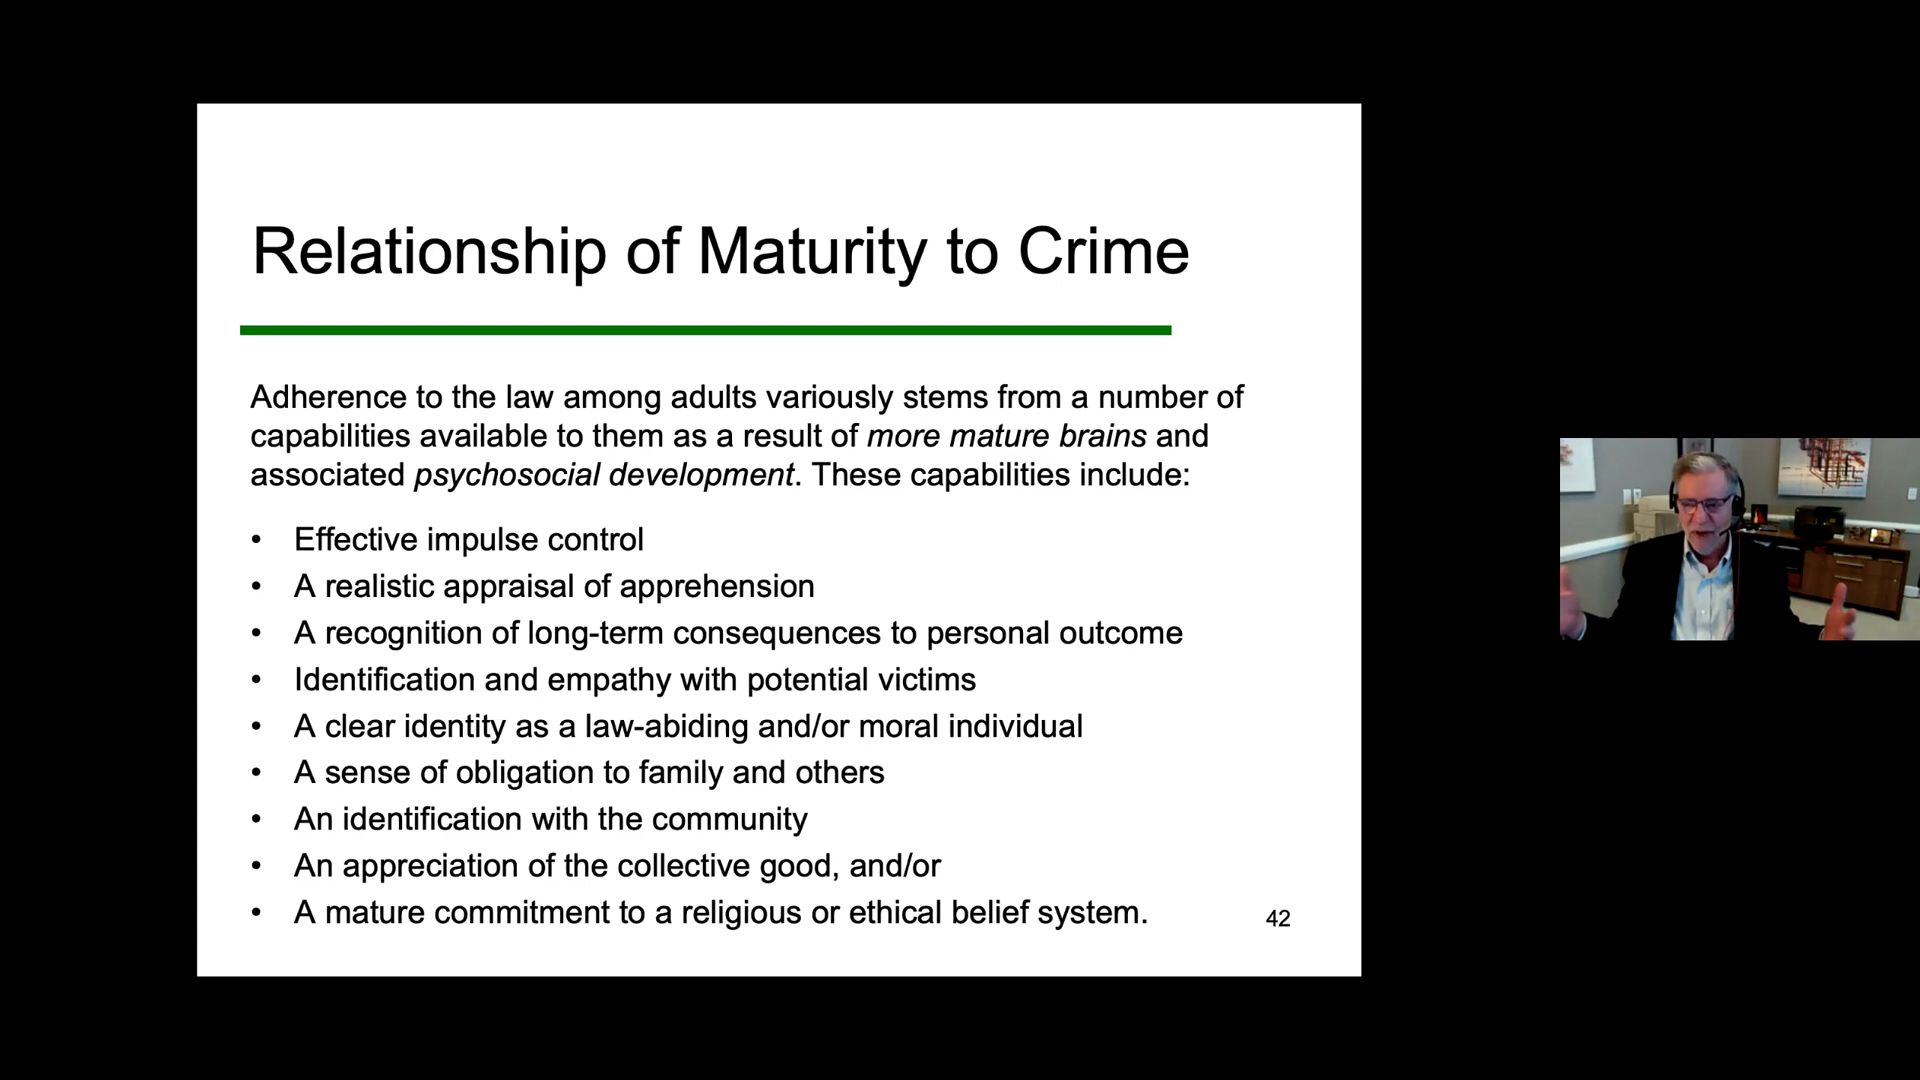 Relationship of Maturity to Crime
Adherence to the law among adults variously stems from a number of
capabilities available to them as a result of more mature brains and
associated psychosocial development. These capabilities include:
• Effective impulse control
• A realistic appraisal of apprehension
• A recognition of long-term consequences to personal outcome
• Identification and empathy with potential victims
• A clear identity as a law-abiding and/or moral individual
• A sense of obligation to family and others
• An identification with the community
• An appreciation of the collective good, and/or
• A mature commitment to a religious or ethical belief system.
42